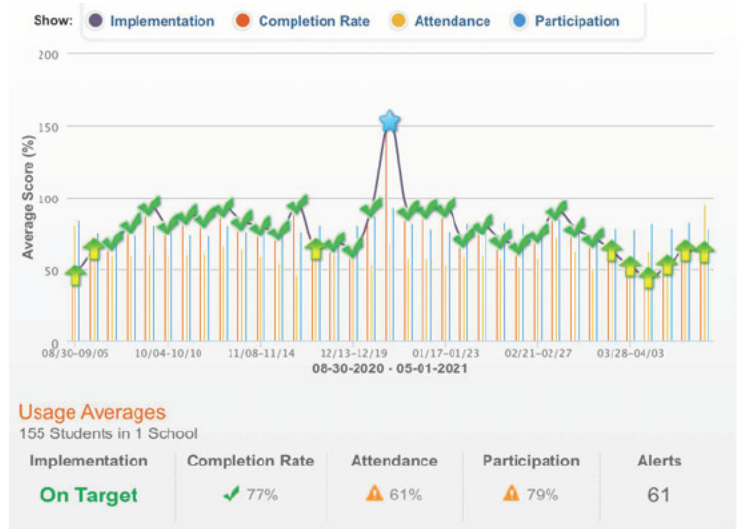 Show: Implementation Completion Rate Attendance Participation
200
150
100
50
0
Average Score (%)
08/30-09/05 10/04-10/10 11/08-11/14 12/13-12/19 01/17-01/23 02/21-02/27 03/28-04/03
08-30-2020 - 05-01-2021
Usage Averages
155 Students in 1 School
Implementation Completion Rate Attendance Participation Alerts
On Target 77% 61% 79% 61